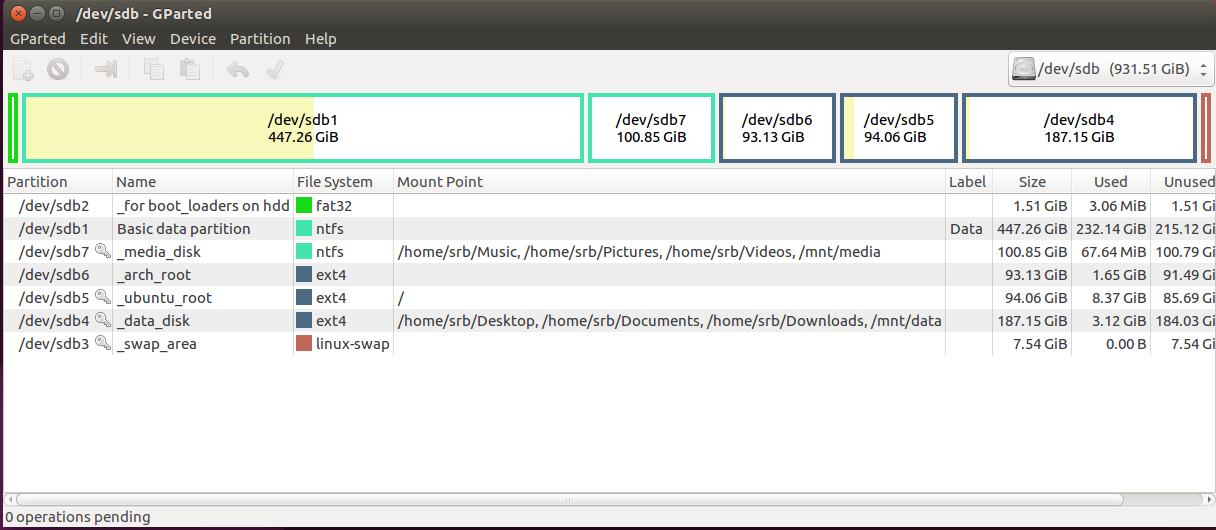 /dev/sdb - GParted
GParted Edit View Device Partition Help
/dev/sdb (931.51 GiB)
/dev/sdb1 /dev/sdb7 /dev/sdb6 /dev/sdb5 /dev/sdb4
447.26 GiB 100.85 GiB 93.13 GiB 94.06 GiB 187.15 GiB
Partition Name File System Mount Point Label Size Used Unused
/dev/sdb2 _for boot_loaders on hdd fat32 1.51 GiB 3.06 MiB 1.51 Gi
/dev/sdb1 Basic data partition ntfs Data 447.26 GiB 232.14 GiB 215.12 Gi
/dev/sdb7 _media_disk ntfs /home/srb/Music, /home/srb/Pictures, /home/srb/Videos, /mnt/media 100.85 GiB 67.64 MiB 100.79 Gi
/dev/sdb6 _arch_root ext4 93.13 GiB 1.65 GiB 91.49 Gi
/dev/sdb5 _ubuntu_root ext4 / 94.06 GiB 8.37 GiB 85.69 Gi
/dev/sdb4 _data_disk ext4 /home/srb/Desktop, /home/srb/Documents, /home/srb/Downloads, /mnt/data 187.15 GiB 3.12 GiB 184.03 Gi
/dev/sdb3 _swap_area linux-swap 7.54 GiB 0.00 B 7.54 Gi
0 operations pending